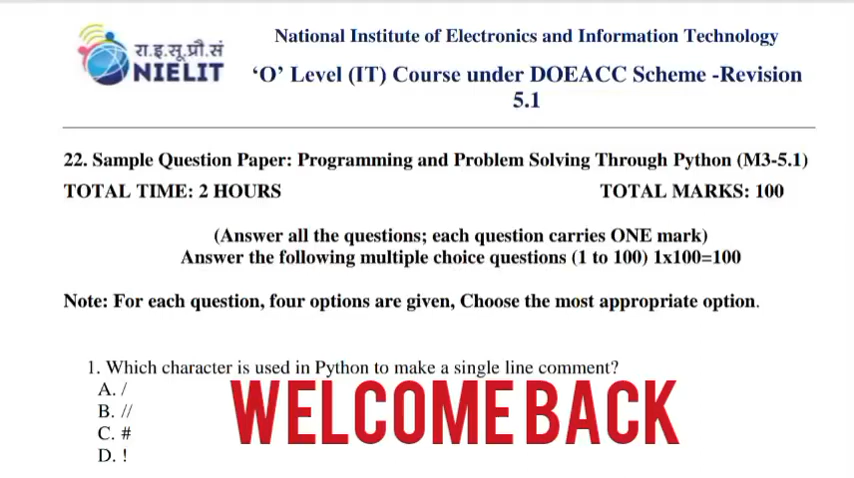 रा.इ.सू.प्रौ.सं
NIELIT
National Institute of Electronics and Information Technology
‘O’ Level (IT) Course under DOEACC Scheme -Revision
5.1
22. Sample Question Paper: Programming and Problem Solving Through Python (M3-5.1)
TOTAL TIME: 2 HOURS TOTAL MARKS: 100
(Answer all the questions; each question carries ONE mark)
Answer the following multiple choice questions (1 to 100) 1x100=100
Note: For each question, four options are given, Choose the most appropriate option.
1. Which character is used in Python to make a single line comment?
A. /
B. //
C. #
D. !
WELCOME BACK